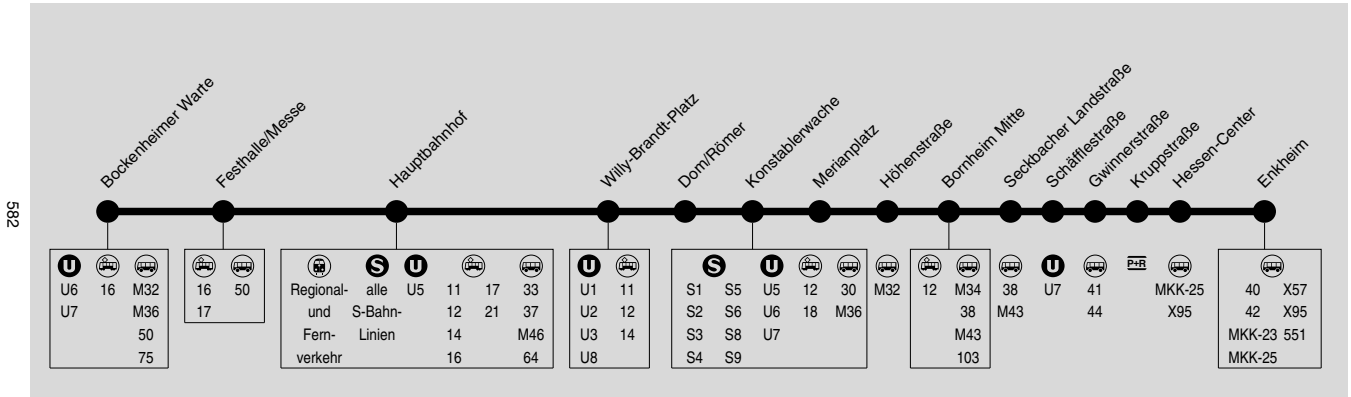 582
Bockenheimer Warte
Festhalle/Messe
Hauptbahnhof
Willy-Brandt-Platz
Dom/Römer
Konstablerwache
Merianplatz
Höhenstraße
Bornheim Mitte
Seckbacher Landstraße
Schäfflestraße
Gwinnerstraße
Kruppstraße
Hessen-Center
Enkheim
U
U6 16 M32
U7 M36
50
75
16 50
17
S U
Regional- alle U5 11 17 33
und S-Bahn- 12 21 37
Fern- Linien 14 M46
verkehr 16 64
U
U1 11
U2 12
U3 14
U8
S U
S1 S5 U5 12 30
S2 S6 U6 18 M36
S3 S8 U7
S4 S9
M32
12 M34
38
M43
103
38
M43
U
U7
41
44
P+R
MKK-25
X95
40 X57
42 X95
MKK-23 551
MKK-25